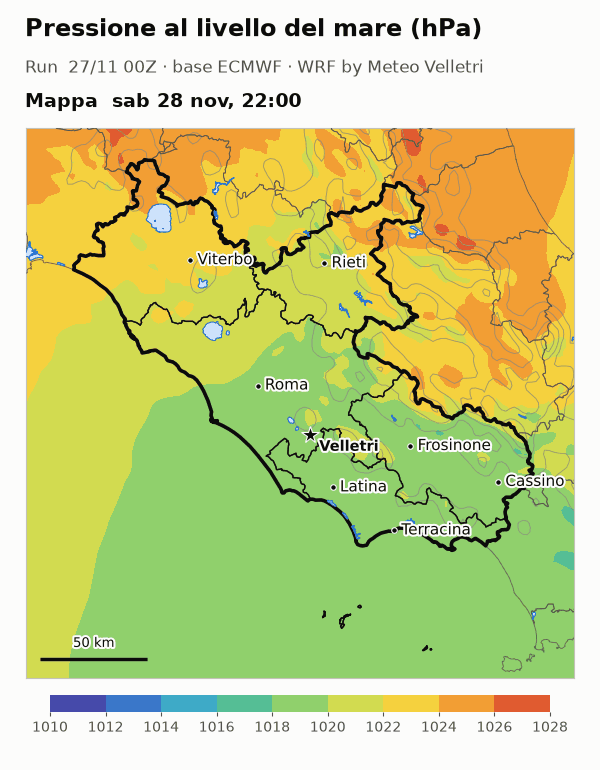 Pressione al livello del mare (hPa)
Run  27/11 00Z · base ECMWF · WRF by Meteo Velletri
Mappa  sab 28 nov, 22:00
Viterbo
Rieti
Roma
Velletri
Frosinone
Cassino
Latina
Terracina
50 km
1010 1012 1014 1016 1018 1020 1022 1024 1026 1028